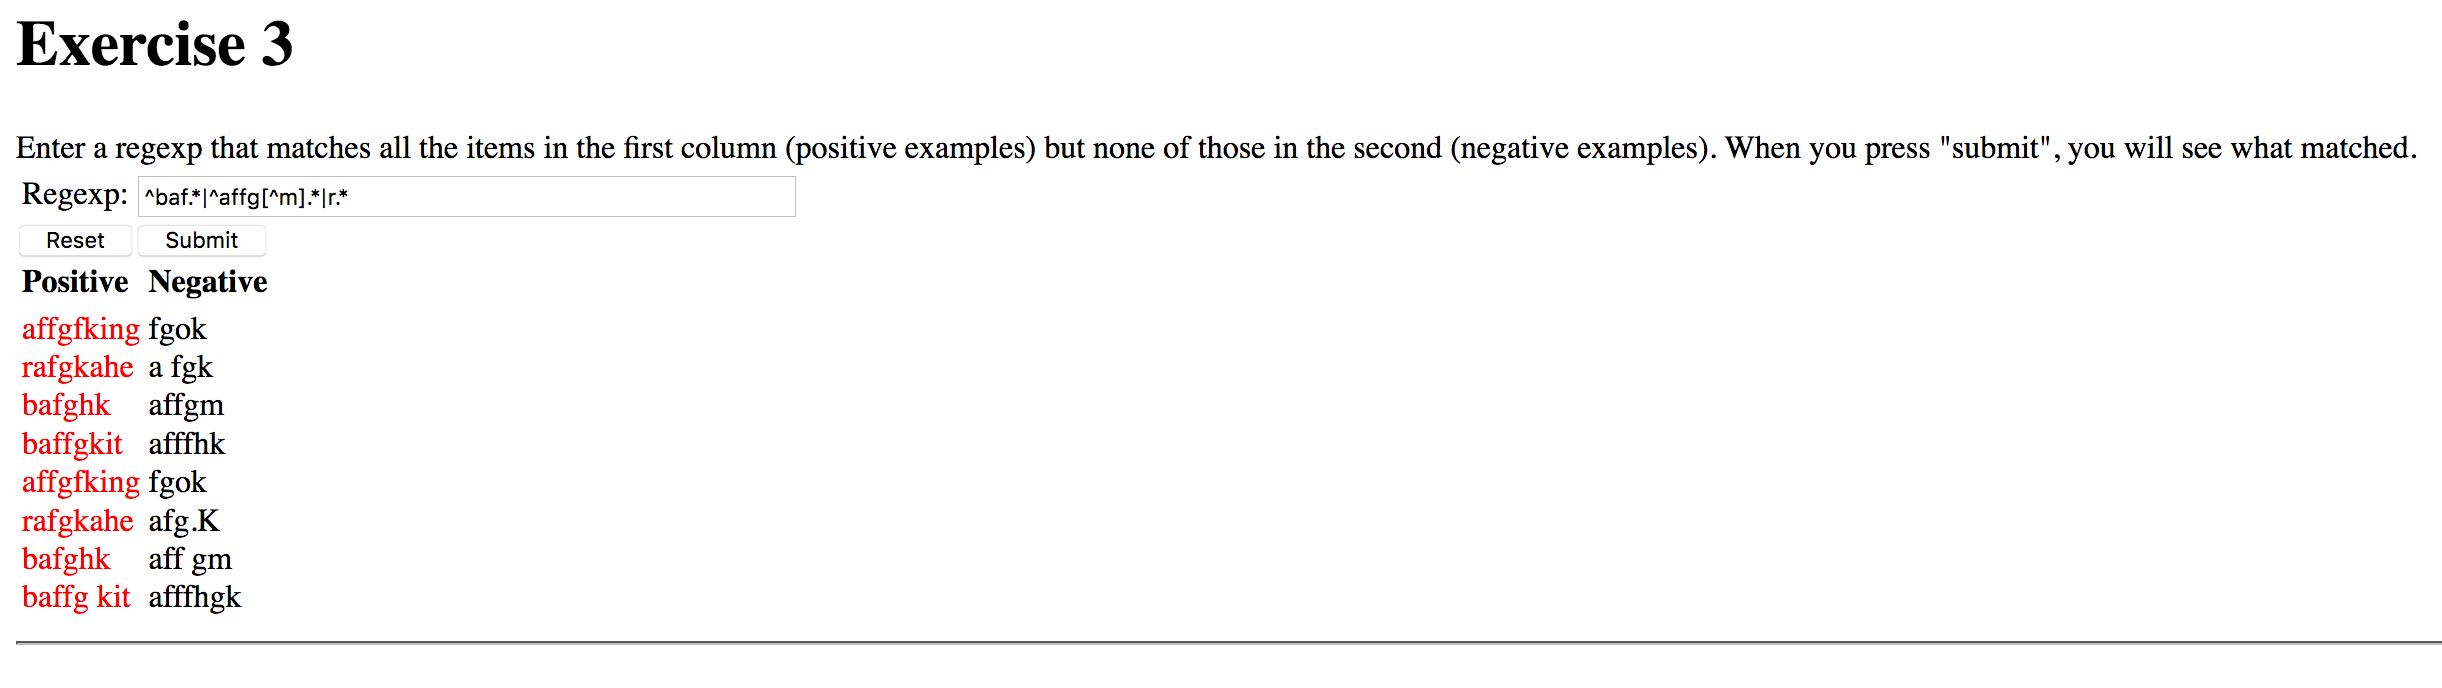 Exercise 3
Enter a regexp that matches all the items in the first column (positive examples) but none of those in the second (negative examples). When you press "submit", you will see what matched.
Regexp: ^baf.*|^affg[^m].*|r.*
Reset Submit
Positive Negative
affgfking fgok
rafgkahe a fgk
bafghk affgm
baffgkit afffhk
affgfking fgok
rafgkahe afg.K
bafghk aff gm
baffg kit afffhgk